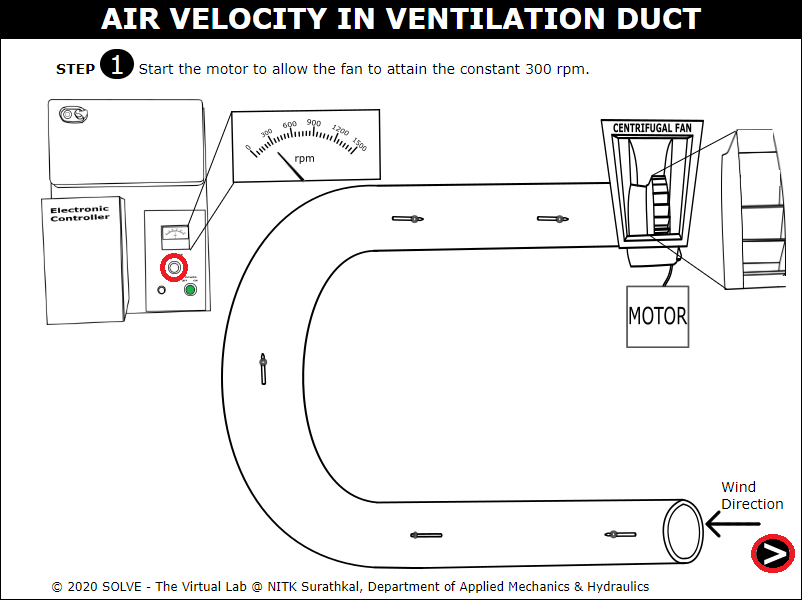 AIR VELOCITY IN VENTILATION DUCT
STEP 1 Start the motor to allow the fan to attain the constant 300 rpm.
0 300 600 900 1200 1500
rpm
CENTRIFUGAL FAN
Electronic
Controller
MOTOR
Wind
Direction
>
© 2020 SOLVE - The Virtual Lab @ NITK Surathkal, Department of Applied Mechanics & Hydraulics